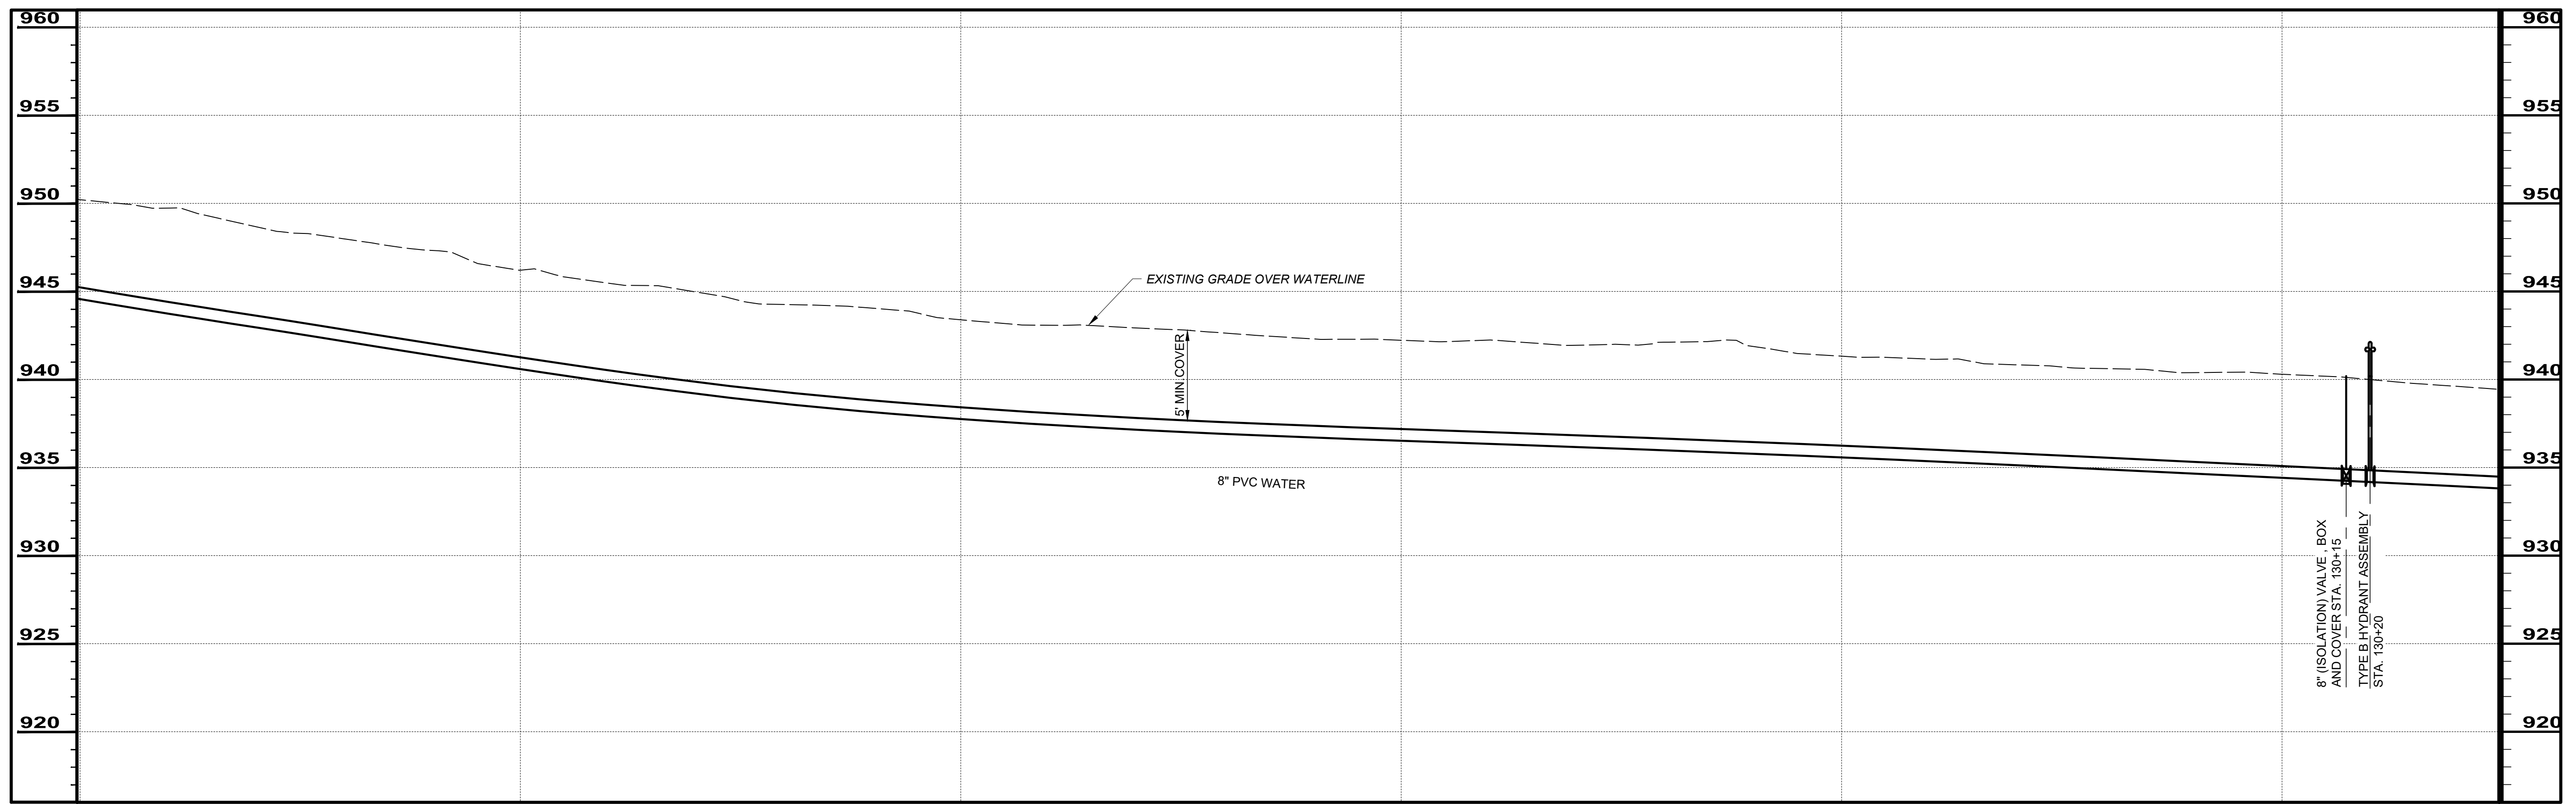 960
955
950
945
940
935
930
925
920
EXISTING GRADE OVER WATERLINE
5' MIN.COVER
8" PVC WATER
8" (ISOLATION) VALVE , BOX
AND COVER STA. 130+15
TYPE B HYDRANT ASSEMBLY
STA. 130+20
960
955
950
945
940
935
930
925
920